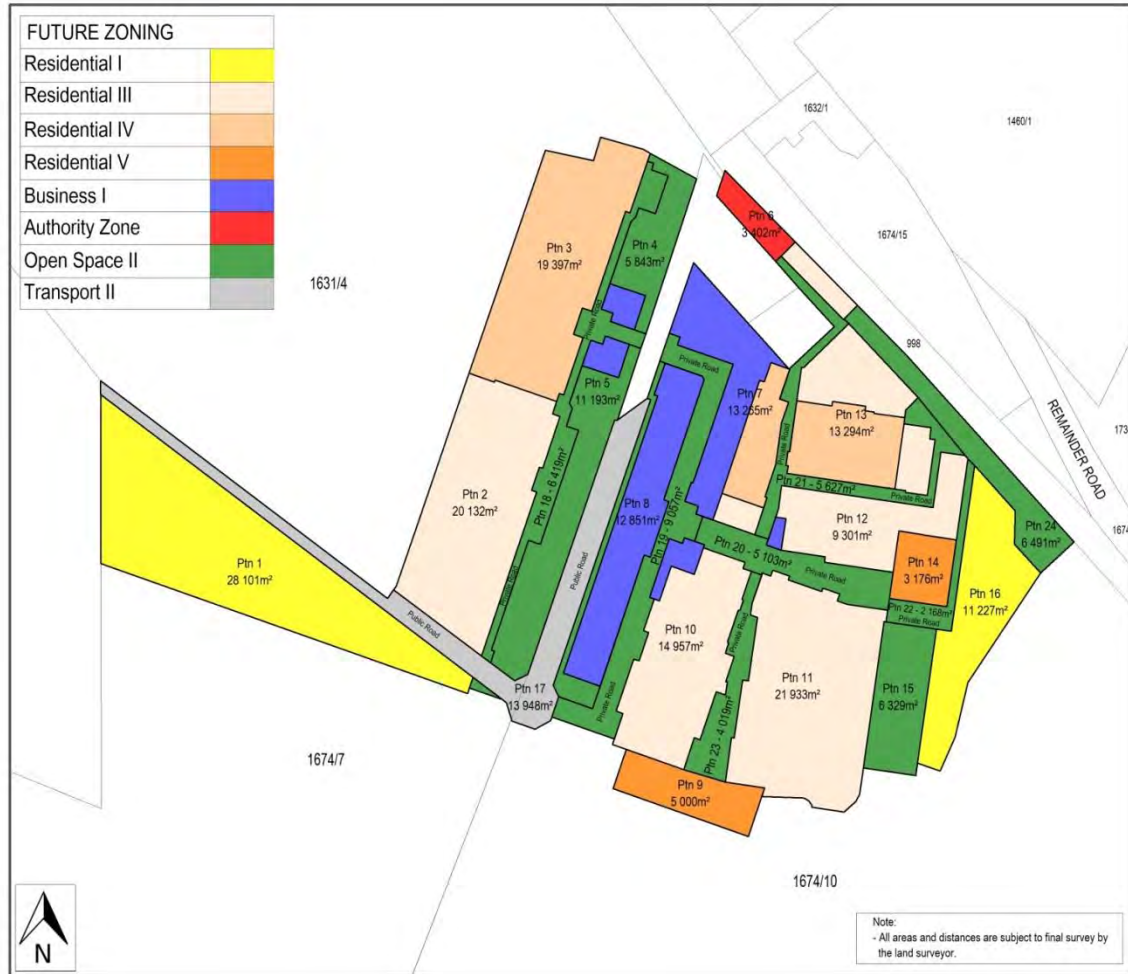 FUTURE ZONING
Residential I
Residential III
Residential IV
Residential V
Business I
Authority Zone
Open Space II
Transport II
1632/1
1460/1
1674/15
1631/4
998
173
REMAINDER ROAD
1674
Ptn 6
3 402m²
Ptn 3
19 397m²
Ptn 4
5 843m²
Private Road
Private Road
Ptn 5
11 193m²
Ptn 7
13 265m²
Ptn 13
13 294m²
Private Road
Ptn 21 - 5 627m²
Private Road
Ptn 2
20 132m²
Ptn 18 - 6 419m²
Ptn 8
12 851m²
Ptn 19 - 9 057m²
Ptn 12
9 301m²
Ptn 24
6 491m²
Ptn 20 - 5 103m²
Private Road
Ptn 14
3 176m²
Ptn 1
28 101m²
Public Road
Private Road
Public Road
Ptn 16
11 227m²
Ptn 22 - 2 168m²
Private Road
Ptn 10
14 957m²
Private Road
Ptn 11
21 933m²
Ptn 15
6 329m²
Ptn 17
13 948m²
Private Road
Ptn 23 - 4 019m²
1674/7
Ptn 9
5 000m²
1674/10
N
Note:
- All areas and distances are subject to final survey by
the land surveyor.